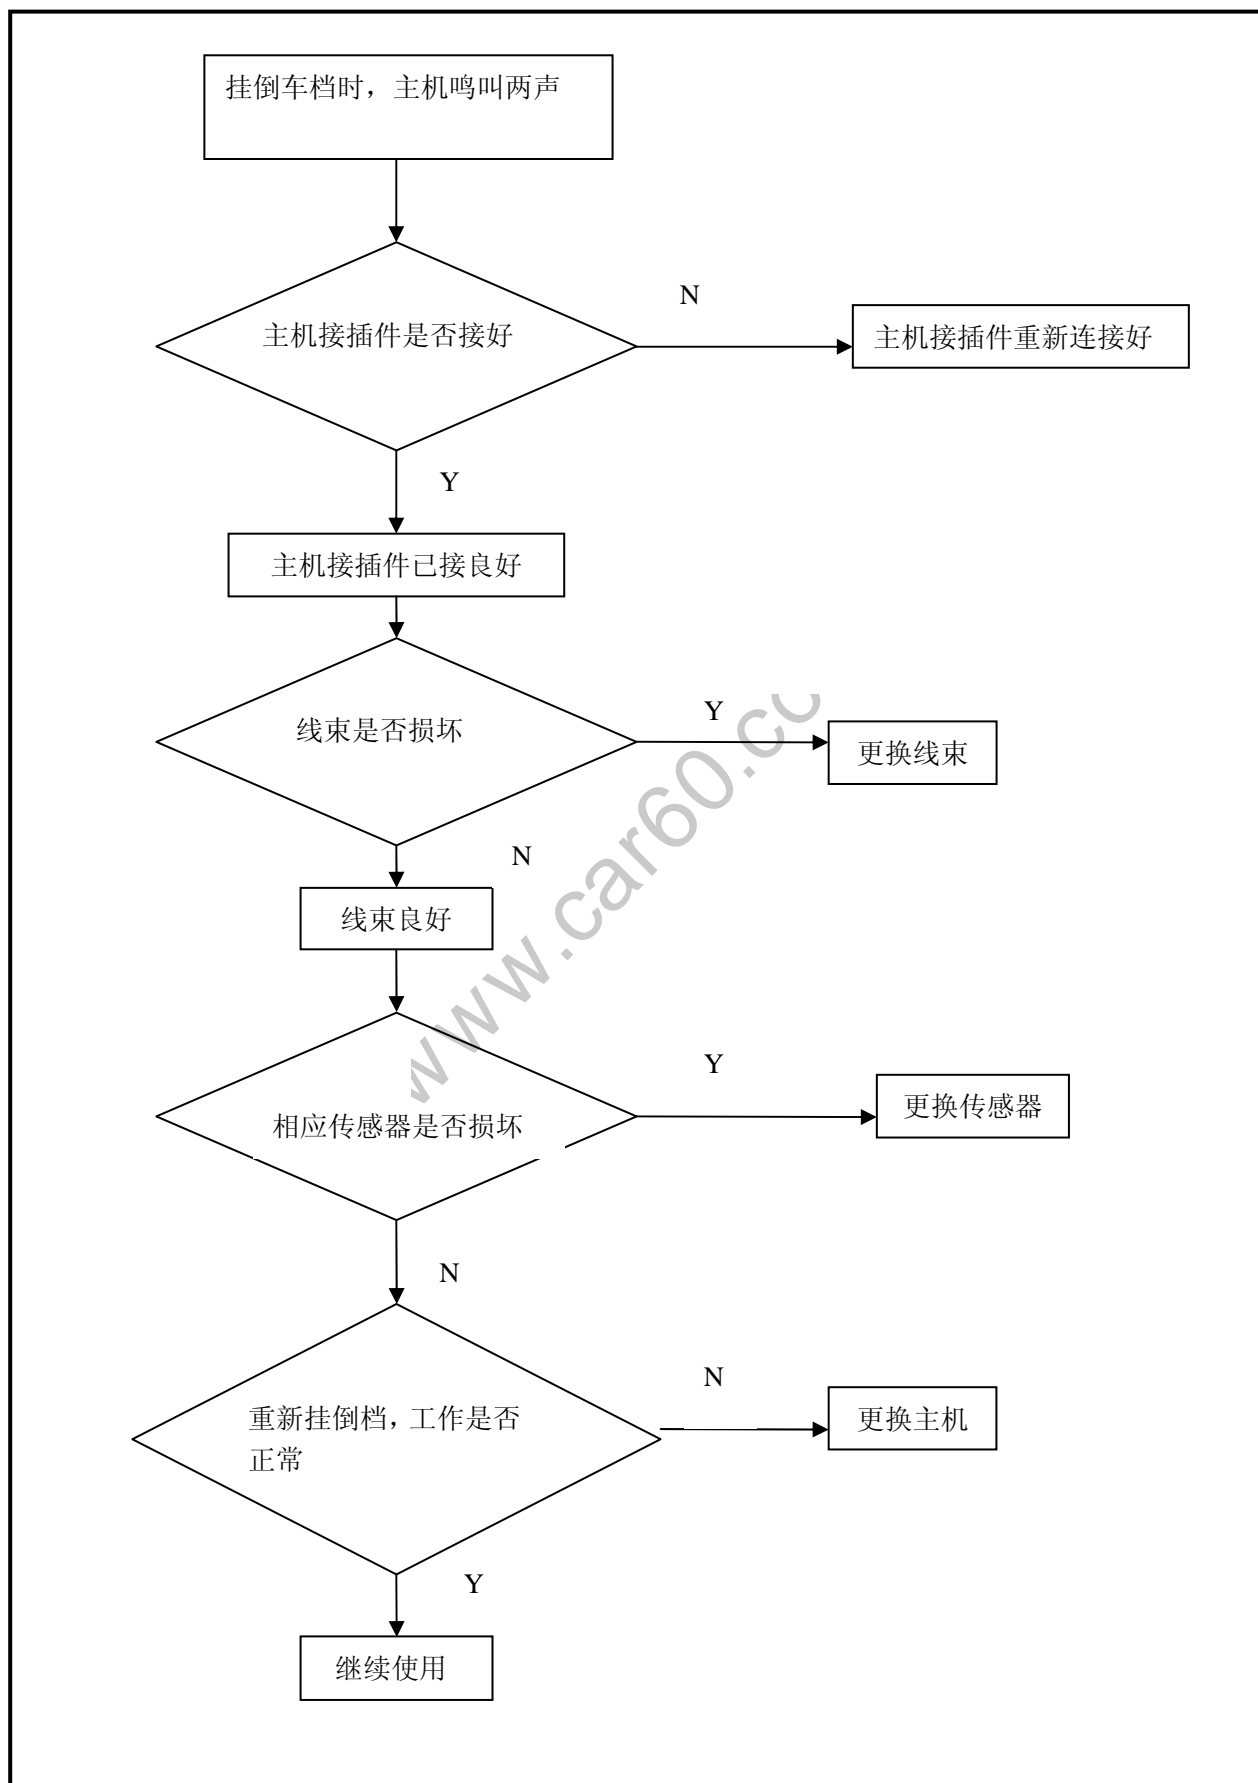 挂倒车档时，主机鸣叫两声
N
主机接插件是否接好
主机接插件重新连接好
Y
主机接插件已接良好
Y
线束是否损坏
更换线束
N
线束良好
www.car60.co
Y
相应传感器是否损坏
更换传感器
N
N
重新挂倒档，工作是否
正常
更换主机
Y
继续使用